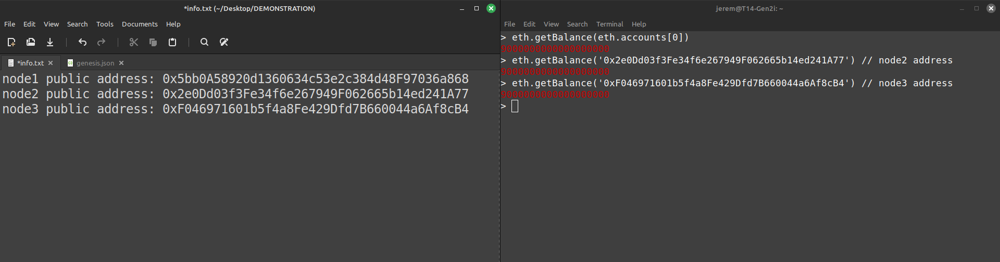 *info.txt (~/Desktop/DEMONSTRATION)
File Edit View Search Tools Documents Help
*info.txt genesis.json
node1 public address: 0x5bb0A58920d1360634c53e2c384d48F97036a868
node2 public address: 0x2e0Dd03f3Fe34f6e267949F062665b14ed241A77
node3 public address: 0xF046971601b5f4a8Fe429Dfd7B660044a6Af8cB4
jerem@T14-Gen2i: ~
File Edit View Search Terminal Help
> eth.getBalance(eth.accounts[0])
9000000000000000000
> eth.getBalance('0x2e0Dd03f3Fe34f6e267949F062665b14ed241A77') // node2 address
9000000000000000000
> eth.getBalance('0xF046971601b5f4a8Fe429Dfd7B660044a6Af8cB4') // node3 address
9000000000000000000
>